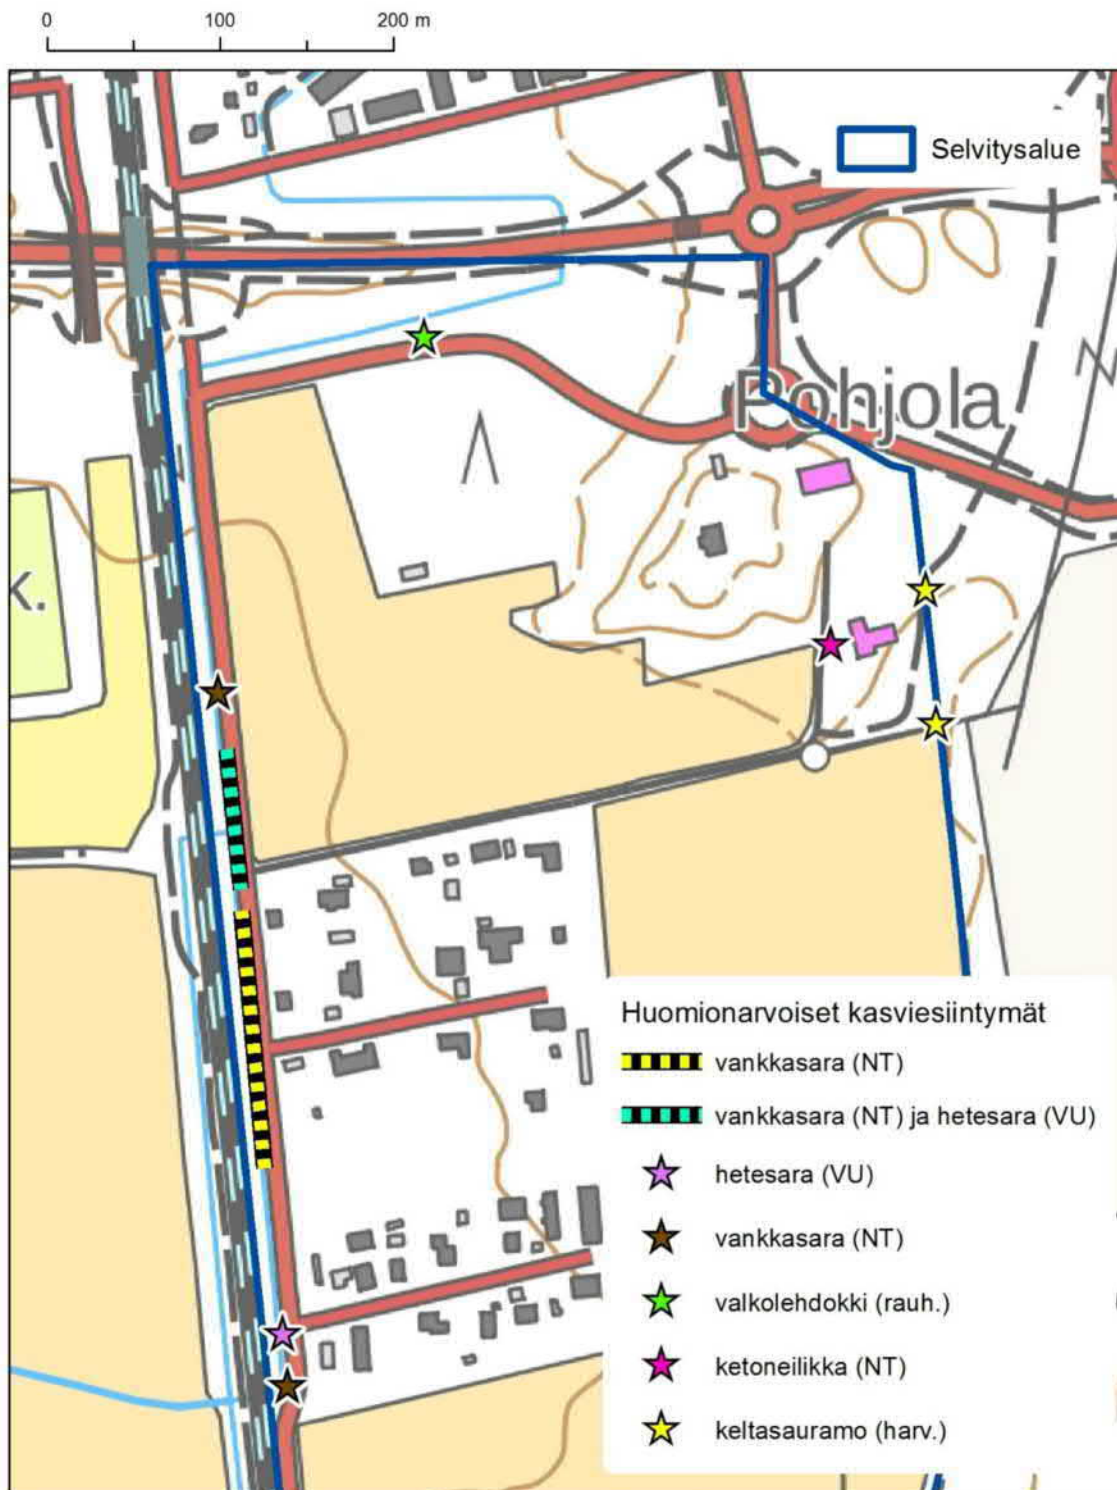 0 100 200 m
Selvitysalue
Pohjola
K.
Huomionarvoiset kasviesiintymät
vankkasara (NT)
vankkasara (NT) ja hetesara (VU)
hetesara (VU)
vankkasara (NT)
valkolehdokki (rauh.)
ketoneilikka (NT)
keltasauramo (harv.)